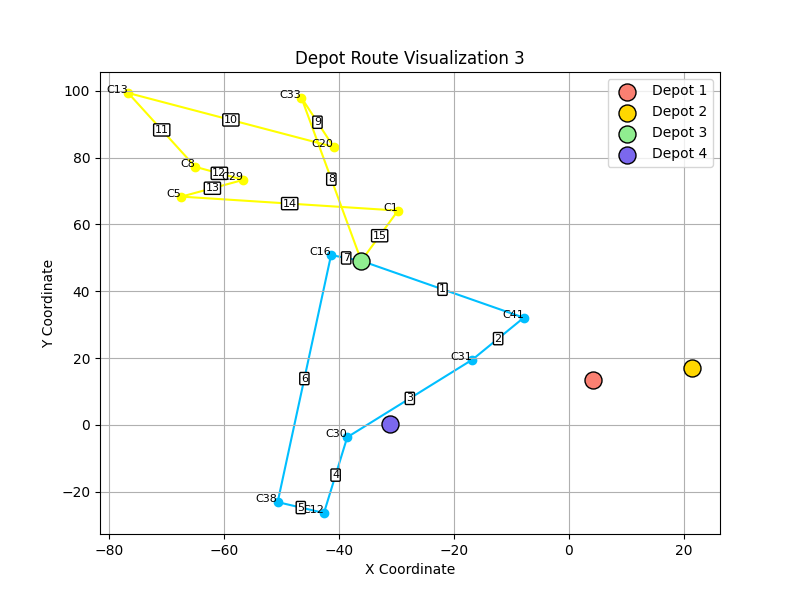 Depot Route Visualization 3
Depot 1
Depot 2
Depot 3
Depot 4
Y Coordinate
100
80
60
40
20
0
−20
−80
−60
−40
−20
0
20
X Coordinate
C13
C33
C20
C8
C29
C5
C1
C16
C41
C31
C30
C38
C12
9
10
11
8
12
13
14
15
7
1
2
6
3
4
5